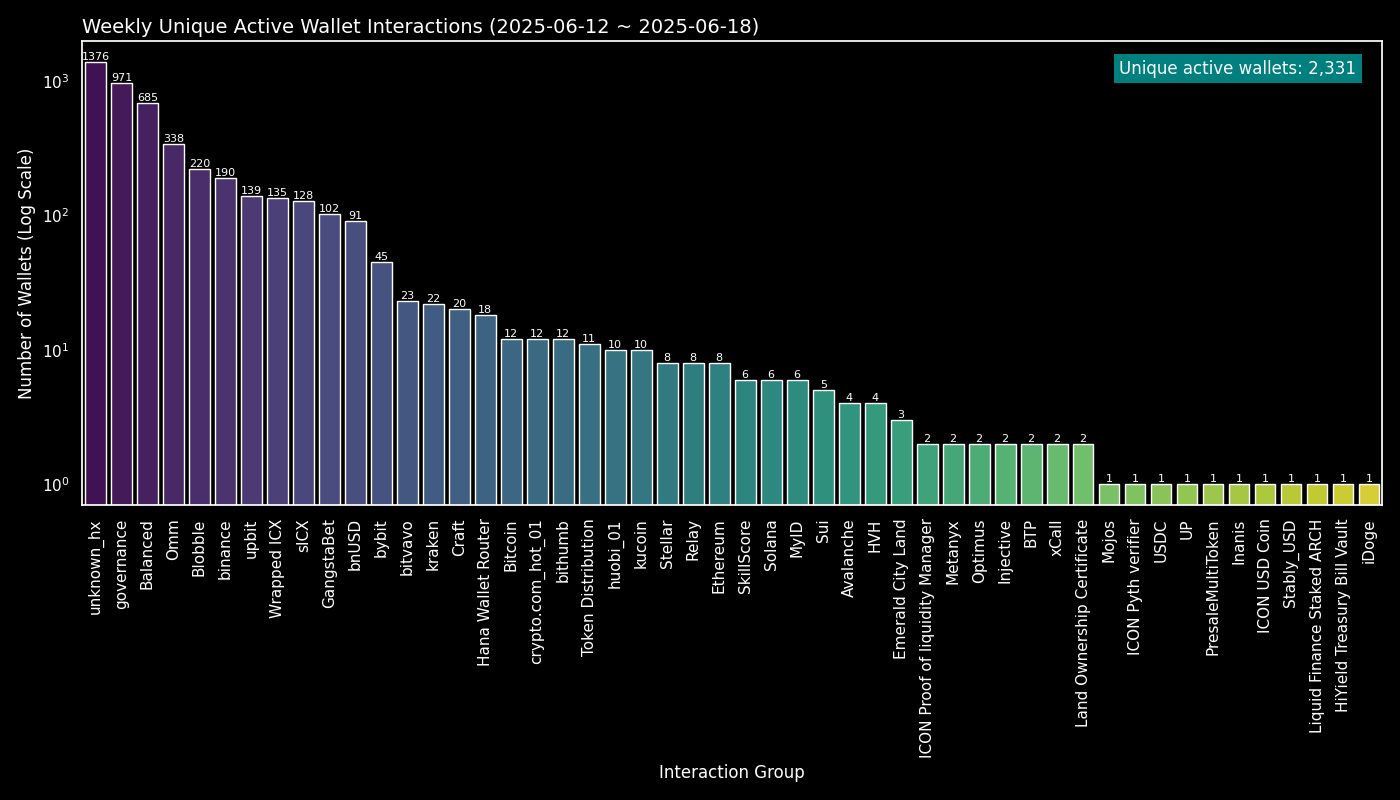 Weekly Unique Active Wallet Interactions (2025-06-12 ~ 2025-06-18)
Unique active wallets: 2,331
Number of Wallets (Log Scale)
10³
10²
10¹
10⁰
1376
971
685
338
220
190
139
135
128
102
91
45
23
22
20
18
12
12
12
11
10
10
8
8
8
6
6
6
5
4
4
3
2
2
2
2
2
2
2
1
1
1
1
1
1
1
1
1
1
1
unknown_hx
governance
Balanced
Omm
Blobble
binance
upbit
Wrapped ICX
sICX
GangstaBet
bnUSD
bybit
bitvavo
kraken
Craft
Hana Wallet Router
Bitcoin
crypto.com_hot_01
bithumb
Token Distribution
huobi_01
kucoin
Stellar
Relay
Ethereum
SkillScore
Solana
MyID
Sui
Avalanche
HVH
Emerald City Land
ICON Proof of liquidity Manager
Metanyx
Optimus
Injective
BTP
xCall
Land Ownership Certificate
Mojos
ICON Pyth verifier
USDC
UP
PresaleMultiToken
Inanis
ICON USD Coin
Stably_USD
Liquid Finance Staked ARCH
HiYield Treasury Bill Vault
iDoge
Interaction Group